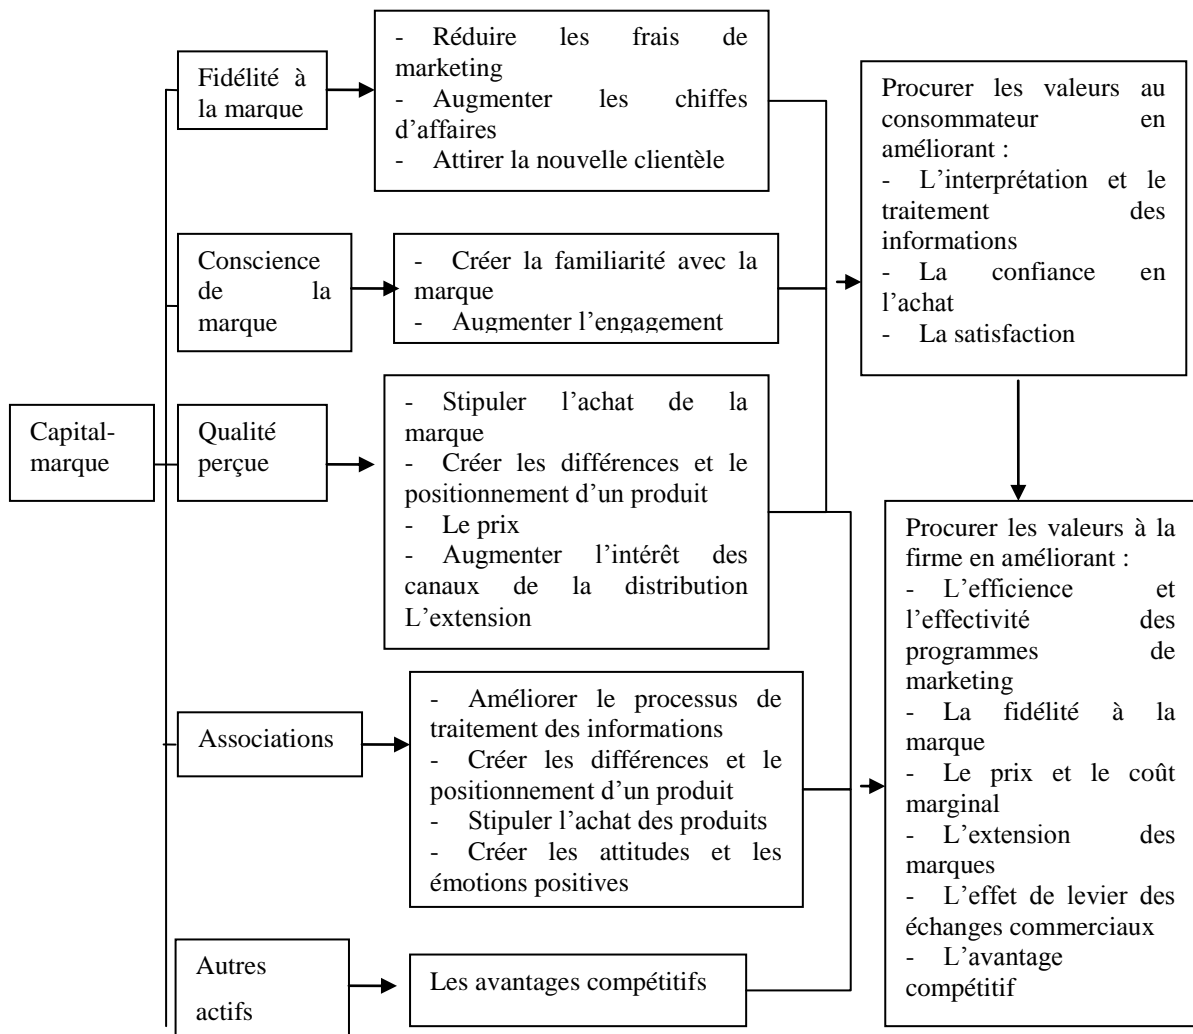 Fidélité à
la marque
- Réduire les frais de
marketing
- Augmenter les chiffes
d’affaires
- Attirer la nouvelle clientèle
Procurer les valeurs au
consommateur en
améliorant :
- L’interprétation et le
traitement des
informations
- La confiance en
l’achat
- La satisfaction
Conscience
de la
marque
- Créer la familiarité avec la
marque
- Augmenter l’engagement
Capital-
marque
Qualité
perçue
- Stipuler l’achat de la
marque
- Créer les différences et le
positionnement d’un produit
- Le prix
- Augmenter l’intérêt des
canaux de la distribution
L’extension
Procurer les valeurs à la
firme en améliorant :
- L’efficience et
l’effectivité des
programmes de
marketing
- La fidélité à la
marque
- Le prix et le coût
marginal
- L’extension des
marques
- L’effet de levier des
échanges commerciaux
- L’avantage
compétitif
Associations
- Améliorer le processus de
traitement des informations
- Créer les différences et le
positionnement d’un produit
- Stipuler l’achat des produits
- Créer les attitudes et les
émotions positives
Autres
actifs
Les avantages compétitifs